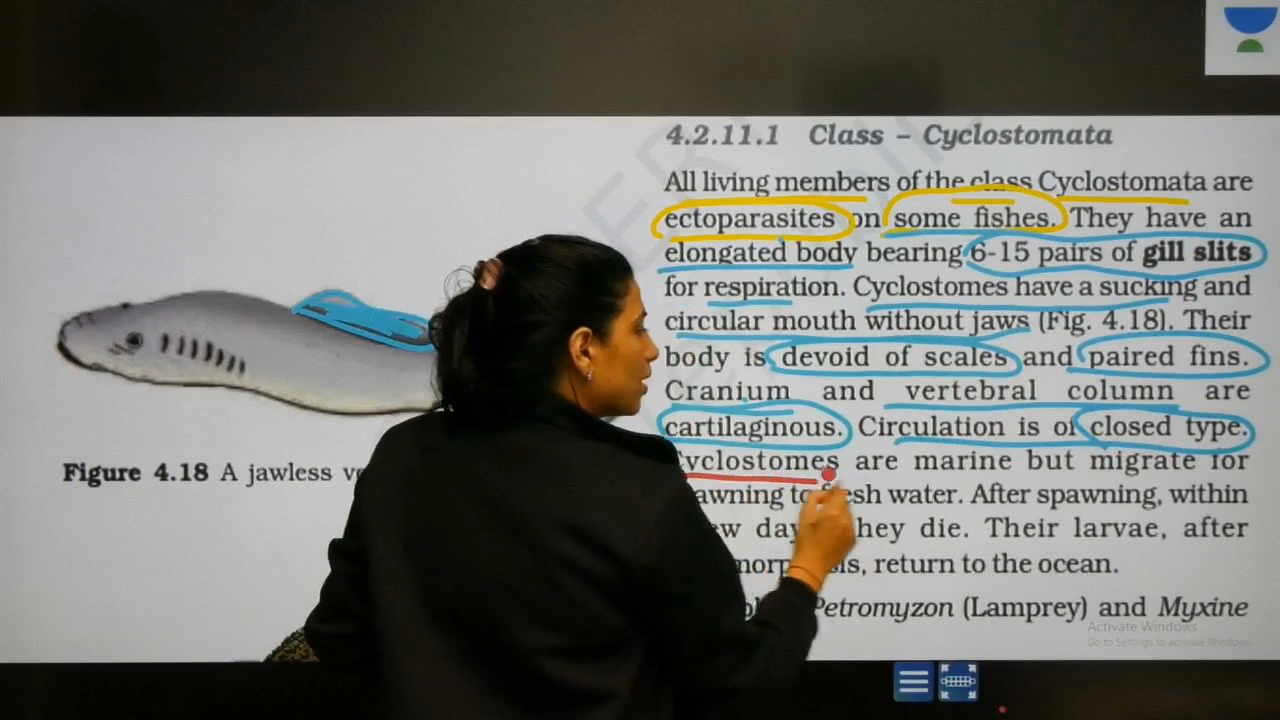 4.2.11.1 Class – Cyclostomata
All living members of the class Cyclostomata are
ectoparasites on some fishes. They have an
elongated body bearing 6-15 pairs of gill slits
for respiration. Cyclostomes have a sucking and
circular mouth without jaws (Fig. 4.18). Their
body is devoid of scales and paired fins.
Cranium and vertebral column are
cartilaginous. Circulation is of closed type.
Cyclostomes are marine but migrate for
awning to fresh water. After spawning, within
day they die. Their larvae, after
return to the ocean.
Petromyzon (Lamprey) and Myxine
Figure 4.18 A jawless
Activate Windows
Go to Settings to activate Windows.